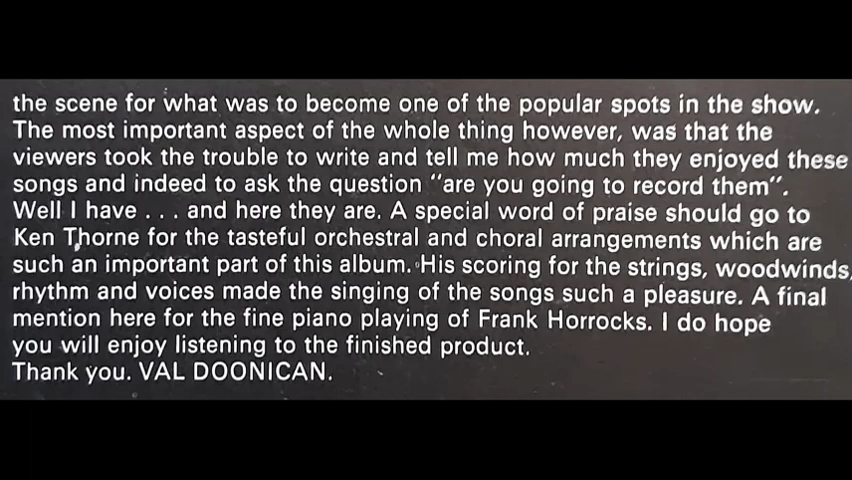 the scene for what was to become one of the popular spots in the show.
The most important aspect of the whole thing however, was that the
viewers took the trouble to write and tell me how much they enjoyed these
songs and indeed to ask the question "are you going to record them".
Well I have . . . and here they are. A special word of praise should go to
Ken Thorne for the tasteful orchestral and choral arrangements which are
such an important part of this album. His scoring for the strings, woodwinds,
rhythm and voices made the singing of the songs such a pleasure. A final
mention here for the fine piano playing of Frank Horrocks. I do hope
you will enjoy listening to the finished product.
Thank you. VAL DOONICAN.